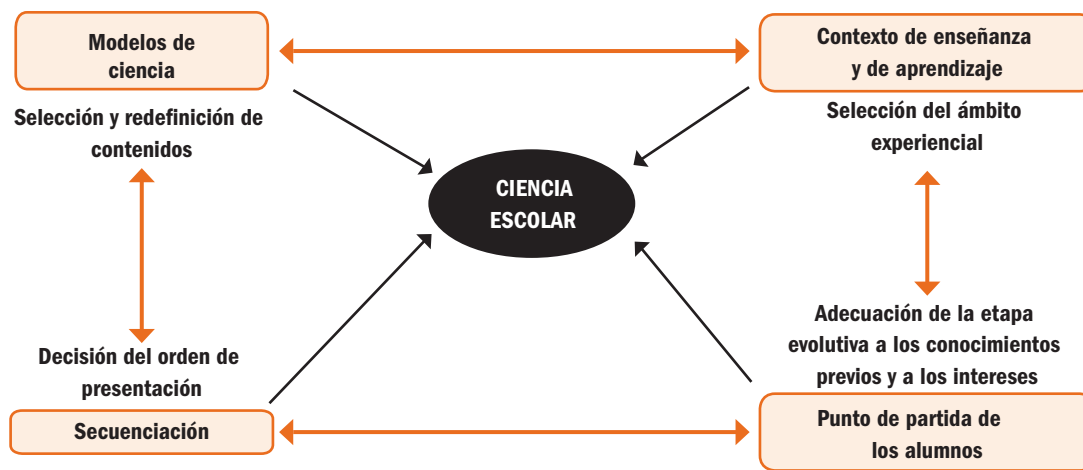 Modelos de
ciencia
Contexto de enseñanza
y de aprendizaje
Selección y redefinición de
contenidos
Selección del ámbito
experiencial
CIENCIA
ESCOLAR
Decisión del orden de
presentación
Adecuación de la etapa
evolutiva a los conocimientos
previos y a los intereses
Secuenciación
Punto de partida de
los alumnos